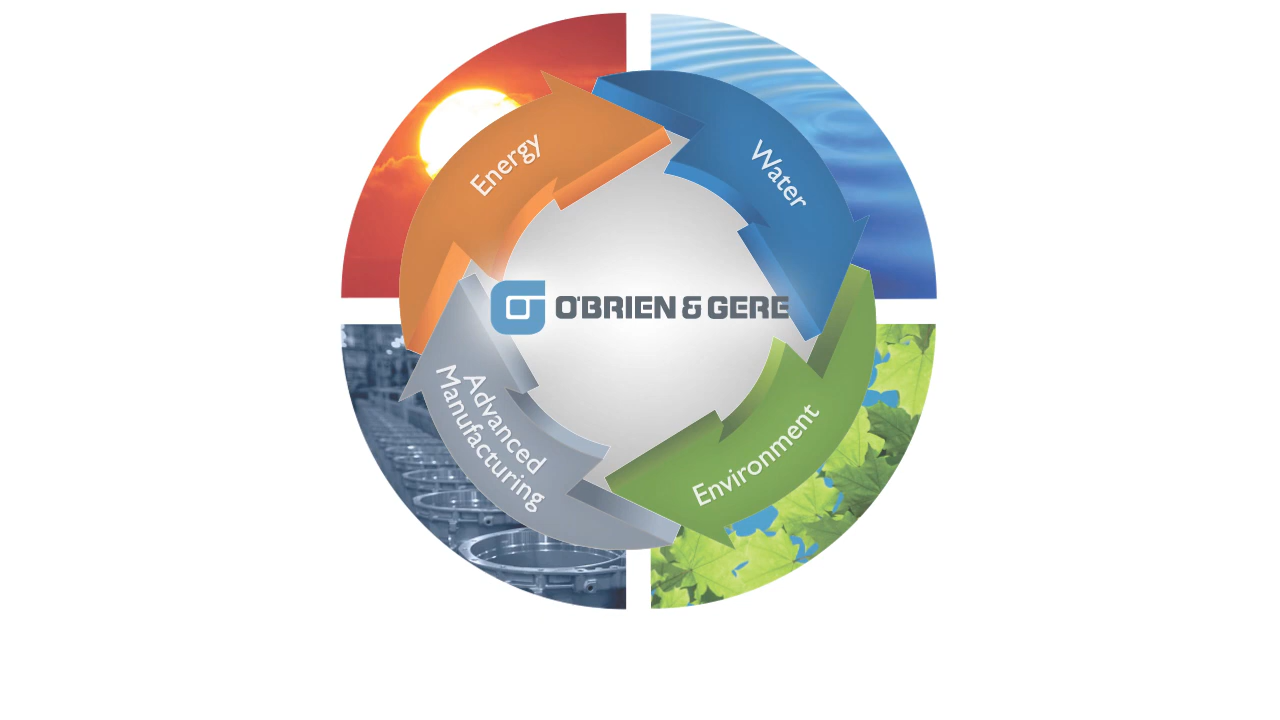 Energy
Water
O'BRIEN & GERE
Advanced
Manufacturing
Environment